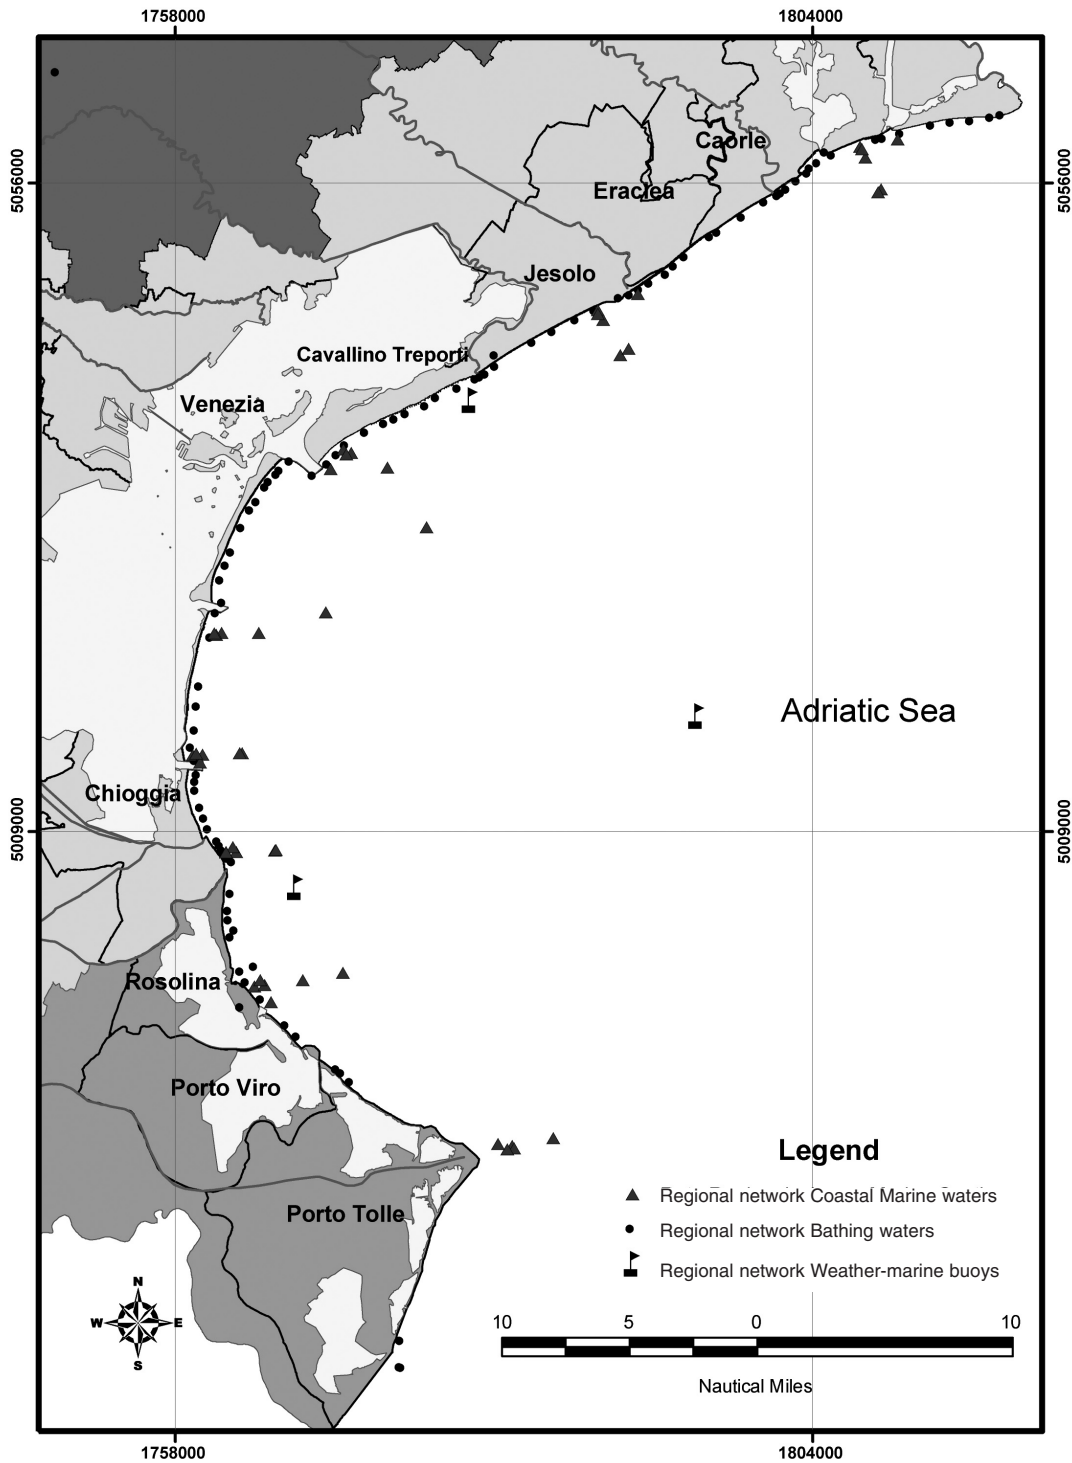 1758000 1804000
5056000 5056000
Caorle
Eraclea
Jesolo
Cavallino Treporti
Venezia
Adriatic Sea
Chioggia
5009000 5009000
Rosolina
Porto Viro
Porto Tolle
Legend
Regional network Coastal Marine waters
Regional network Bathing waters
Regional network Weather-marine buoys
N
W E
S
10 5 0 10
Nautical Miles
1758000 1804000